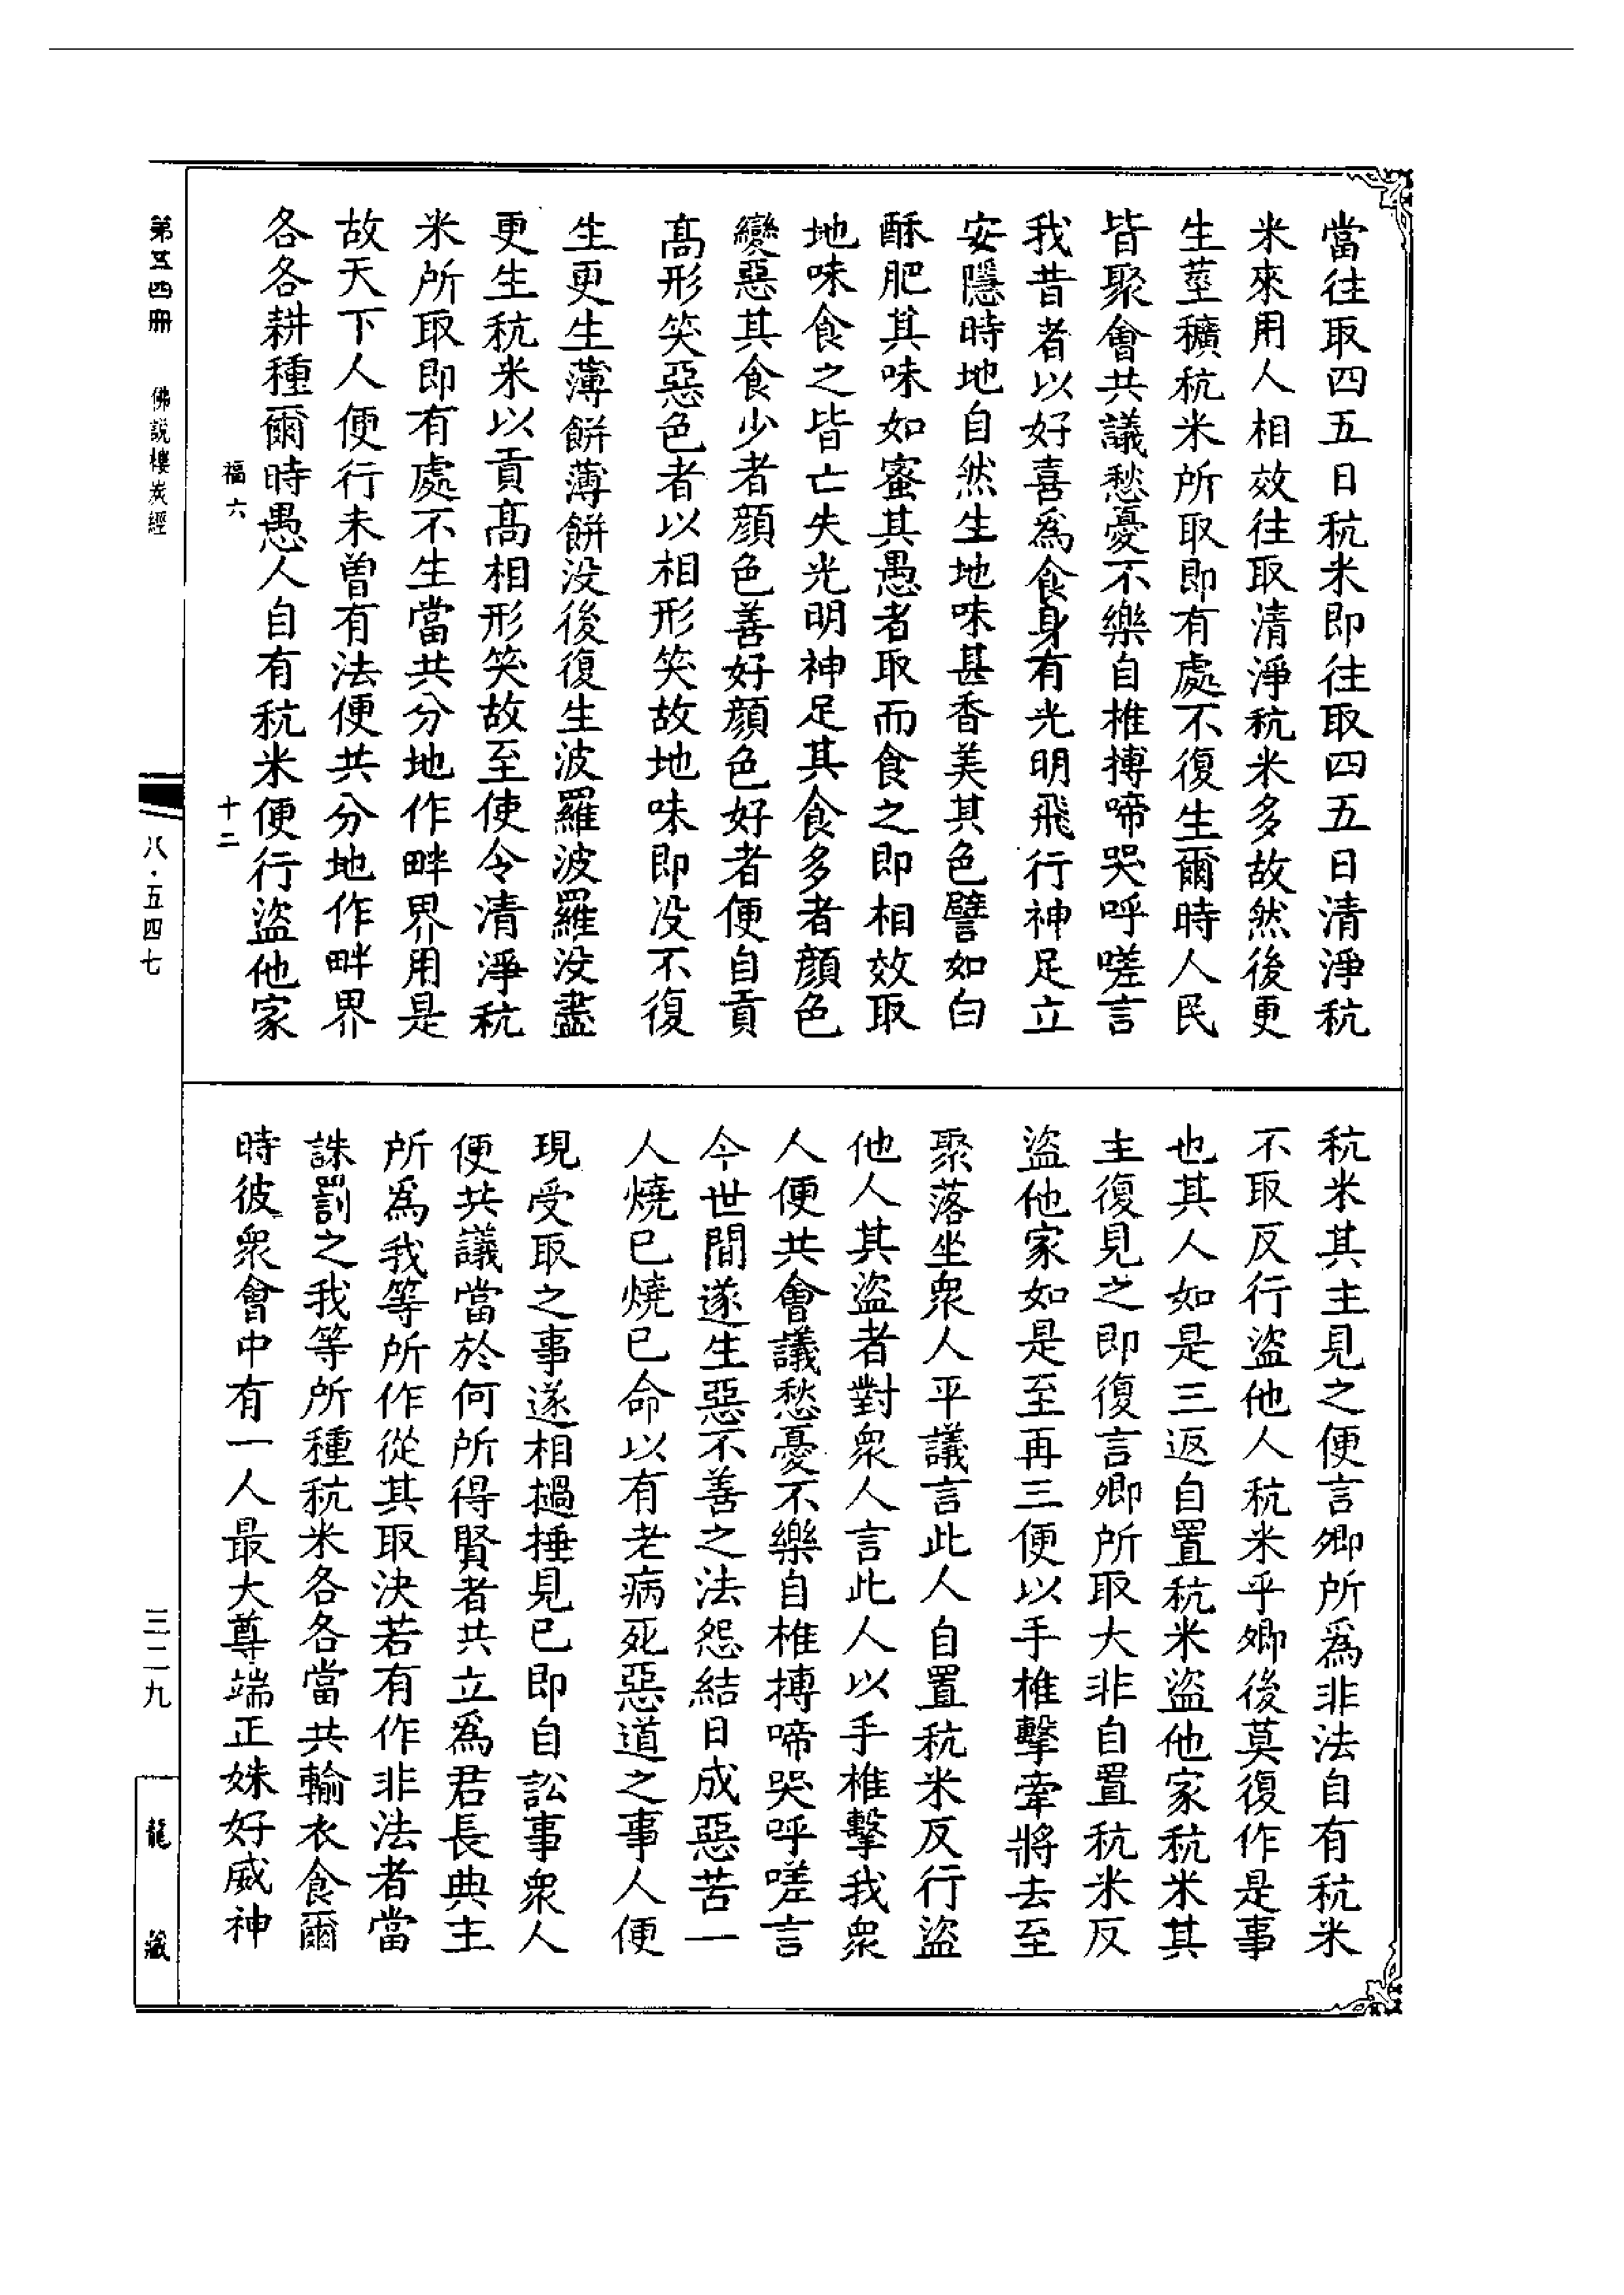 當往取四五日秔米即往取四五日清淨秔
米來用人相效往取清淨秔米多故然後更
生莖穬秔米所取即有處不復生爾時人民
皆聚會共議愁憂不樂自椎搏啼哭呼嗟言
我昔者以好喜爲食身有光明飛行神足立
安隱時地自然生地味甚香美其色譬如白
酥肥其味如蜜其愚者取而食之即相效取
地味食之皆亡失光明神足其食多者顔色
變惡其食少者顔色善好顔色好者便自貢
髙形笑惡色者以相形笑故地味即没不復
生更生薄餅薄餅没後復生波羅波羅没盡
更生秔米以貢髙相形笑故至使令清淨秔
米所取即有處不生當共分地作畔界用是
故天下人便行未曽有法便共分地作畔界
各各耕種爾時愚人自有秔米便行盜他家
福六 十二
秔米其主見之便言卿所爲非法自有秔米
不取反行盜他人秔米乎卿後莫復作是事
也其人如是三返自置秔米盜他家秔米其
主復見之即復言卿所取大非自置秔米反
盜他家如是至再三便以手椎擊牽將去至
聚落坐衆人平議言此人自置秔米反行盜
他人其盜者對衆人言此人以手椎擊我衆
人便共會議愁憂不樂自椎搏啼哭呼嗟言
今世間遂生惡不善之法怨結日成惡苦一
人燒已燒已命以有老病死惡道之事人便
現受取之事遂相撾捶見已即自訟事衆人
便共議當於何所得賢者共立爲君長典主
所爲我等所作從其取決若有作非法者當
誅罰之我等所種秔米各各當共輸衣食爾
時彼衆會中有一人最大尊端正姝好威神
第五四冊 佛説樓炭經
八·五四七
三二九
龍藏